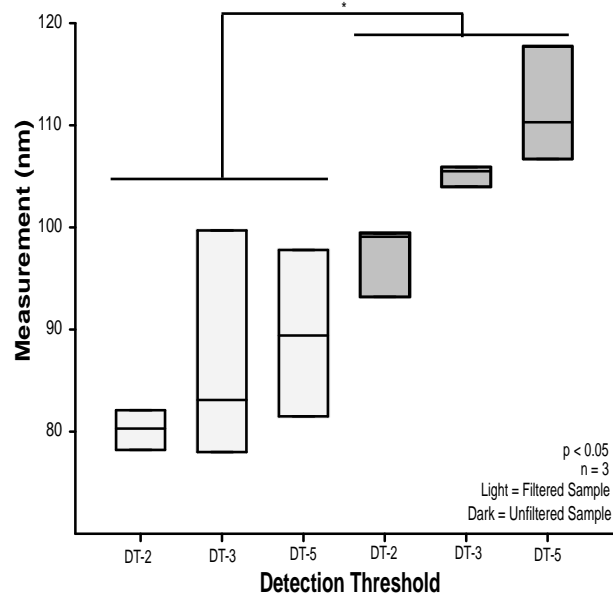 *
120
110
100
90
80
Measurement (nm)
p < 0.05
n = 3
Light = Filtered Sample
Dark = Unfiltered Sample
DT-2 DT-3 DT-5 DT-2 DT-3 DT-5
Detection Threshold